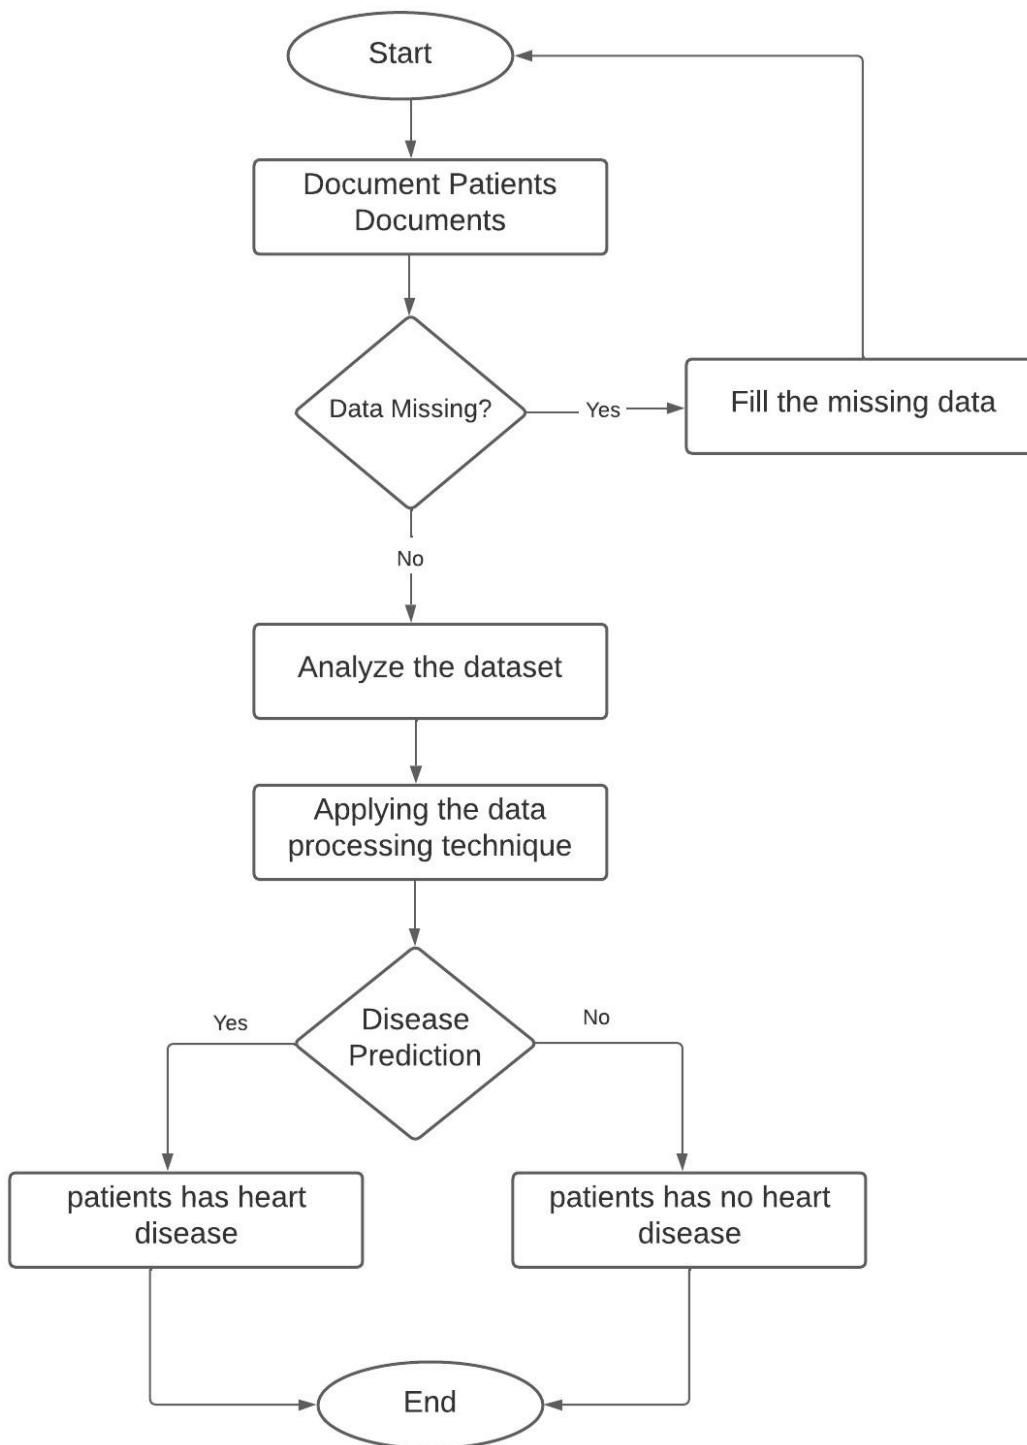 Start
Document Patients
Documents
Data Missing?
Yes
Fill the missing data
No
Analyze the dataset
Applying the data
processing technique
Disease
Prediction
Yes
No
patients has heart
disease
patients has no heart
disease
End